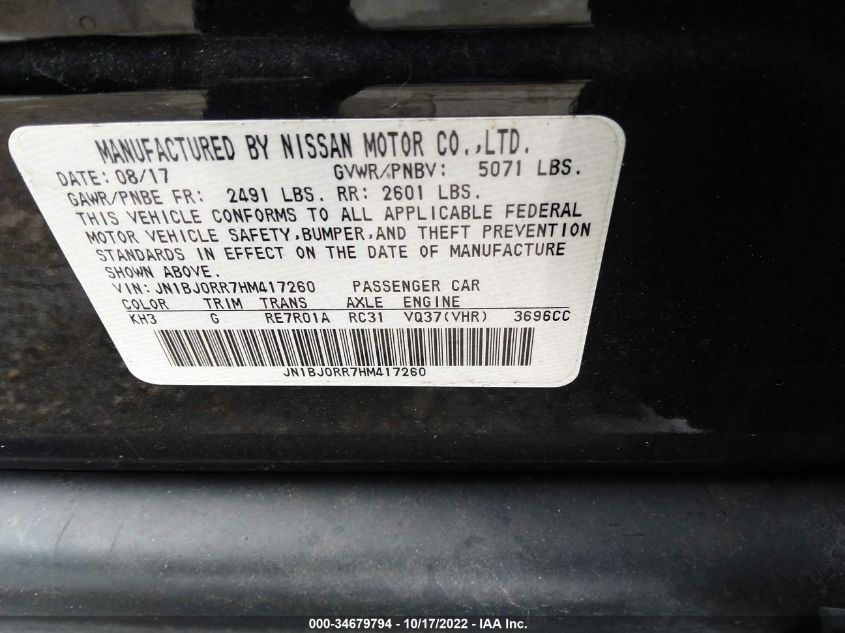 MANUFACTURED BY NISSAN MOTOR CO.,LTD.
DATE: 08/17 GVWR/PNBV: 5071 LBS.
GAWR/PNBE FR: 2491 LBS. RR: 2601 LBS.
THIS VEHICLE CONFORMS TO ALL APPLICABLE FEDERAL
MOTOR VEHICLE SAFETY,BUMPER,AND THEFT PREVENTION
STANDARDS IN EFFECT ON THE DATE OF MANUFACTURE
SHOWN ABOVE.
VIN: JN1BJ0RR7HM417260 PASSENGER CAR
COLOR TRIM TRANS AXLE ENGINE
KH3 G RE7R01A RC31 VQ37(VHR) 3696CC
JN1BJ0RR7HM417260
000-34679794 - 10/17/2022 - IAA Inc.